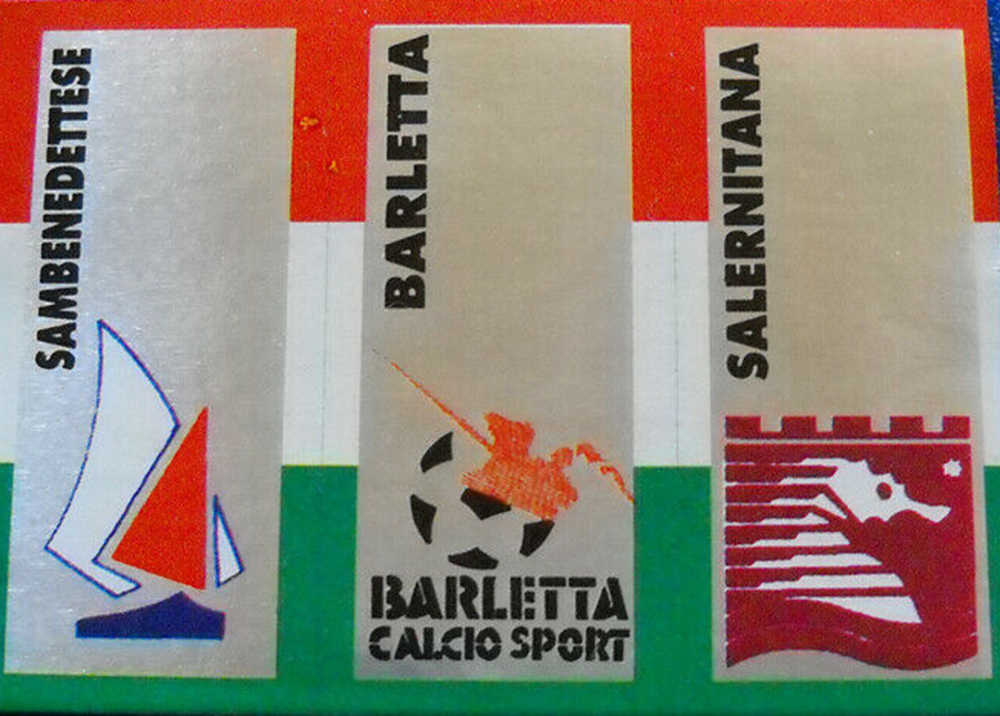 SAMBENEDETTESE
BARLETTA
BARLETTA
CALCIO SPORT
SALERNITANA